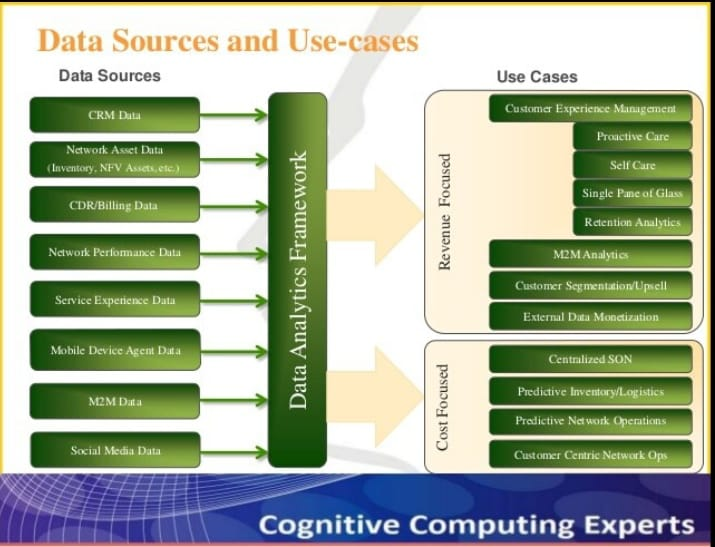 Data Sources and Use-cases
Data Sources
CRM Data
Network Asset Data
(Inventory, NFV Assets, etc.)
CDR/Billing Data
Network Performance Data
Service Experience Data
Mobile Device Agent Data
M2M Data
Social Media Data
Data Analytics Framework
Use Cases
Revenue Focused
Customer Experience Management
Proactive Care
Self Care
Single Pane of Glass
Retention Analytics
M2M Analytics
Customer Segmentation/Upsell
External Data Monetization
Cost Focused
Centralized SON
Predictive Inventory/Logistics
Predictive Network Operations
Customer Centric Network Ops
Cognitive Computing Experts